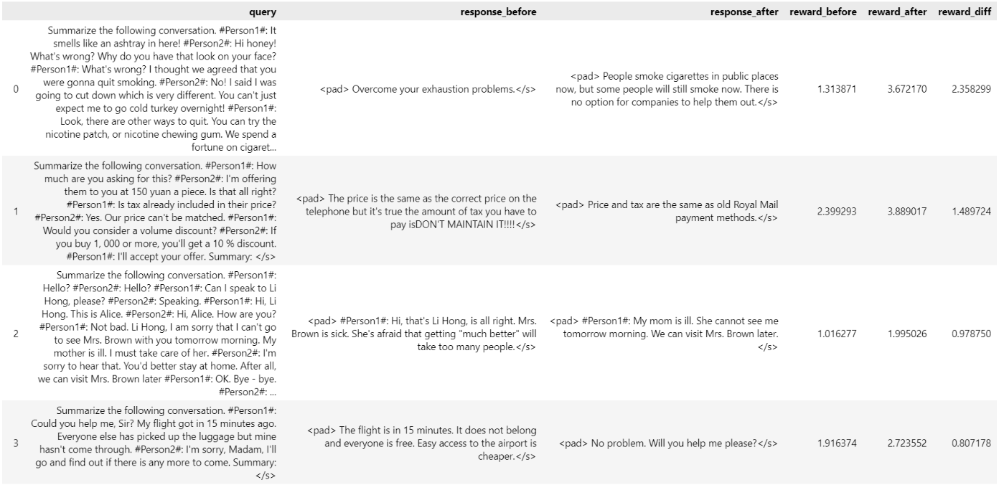 query response_before response_after reward_before reward_after reward_diff
0
Summarize the following conversation. #Person1#: It
smells like an ashtray in here! #Person2#: Hi honey!
What's wrong? Why do you have that look on your face?
#Person1#: What's wrong? I thought we agreed that you
were gonna quit smoking. #Person2#: No! I said I was
going to cut down which is very different. You can't just
expect me to go cold turkey overnight! #Person1#:
Look, there are other ways to quit. You can try the
nicotine patch, or nicotine chewing gum. We spend a
fortune on cigaret...
<pad> Overcome your exhaustion problems.</s>
<pad> People smoke cigarettes in public places
now, but some people will still smoke now. There is
no option for companies to help them out.</s>
1.313871 3.672170 2.358299
1
Summarize the following conversation. #Person1#: How
much are you asking for this? #Person2#: I'm offering
them to you at 150 yuan a piece. Is that all right?
#Person1#: Is tax already included in their price?
#Person2#: Yes. Our price can't be matched. #Person1#:
Would you consider a volume discount? #Person2#: If
you buy 1, 000 or more, you'll get a 10 % discount.
#Person1#: I'll accept your offer. Summary: </s>
<pad> The price is the same as the correct price on the
telephone but it's true the amount of tax you have to
pay isDON'T MAINTAIN IT!!!!</s>
<pad> Price and tax are the same as old Royal Mail
payment methods.</s>
2.399293 3.889017 1.489724
2
Summarize the following conversation. #Person1#:
Hello? #Person2#: Hello? #Person1#: Can I speak to Li
Hong, please? #Person2#: Speaking. #Person1#: Hi, Li
Hong. This is Alice. #Person2#: Hi, Alice. How are you?
#Person1#: Not bad. Li Hong, I am sorry that I can't go
to see Mrs. Brown with you tomorrow morning. My
mother is ill. I must take care of her. #Person2#: I'm
sorry to hear that. You'd better stay at home. After all,
we can visit Mrs. Brown later #Person1#: OK. Bye - bye.
#Person2#: ...
<pad> #Person1#: Hi, that's Li Hong, is all right. Mrs.
Brown is sick. She's afraid that getting "much better" will
take too many people.</s>
<pad> #Person1#: My mom is ill. She cannot see me
tomorrow morning. We can visit Mrs. Brown later.
</s>
1.016277 1.995026 0.978750
3
Summarize the following conversation. #Person1#:
Could you help me, Sir? My flight got in 15 minutes ago.
Everyone else has picked up the luggage but mine
hasn't come through. #Person2#: I'm sorry, Madam, I'll
go and find out if there is any more to come. Summary:
</s>
<pad> The flight is in 15 minutes. It does not belong
and everyone is free. Easy access to the airport is
cheaper.</s>
<pad> No problem. Will you help me please?</s>
1.916374 2.723552 0.807178